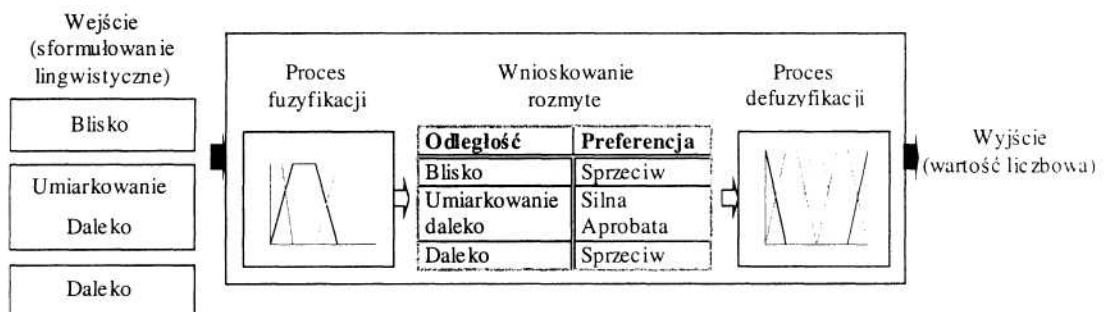 Wejście
(sformułowanie
lingwistyczne)
Blisko
Umiarkowanie
Daleko
Daleko
Proces
fuzyfikacji
Wnioskowanie
rozmyte
Odległość Preferencja
Blisko Sprzeciw
Umiarkowanie Silna
daleko Aprobata
Daleko Sprzeciw
Proces
defuzyfikacji
Wyjście
(wartość liczbowa)